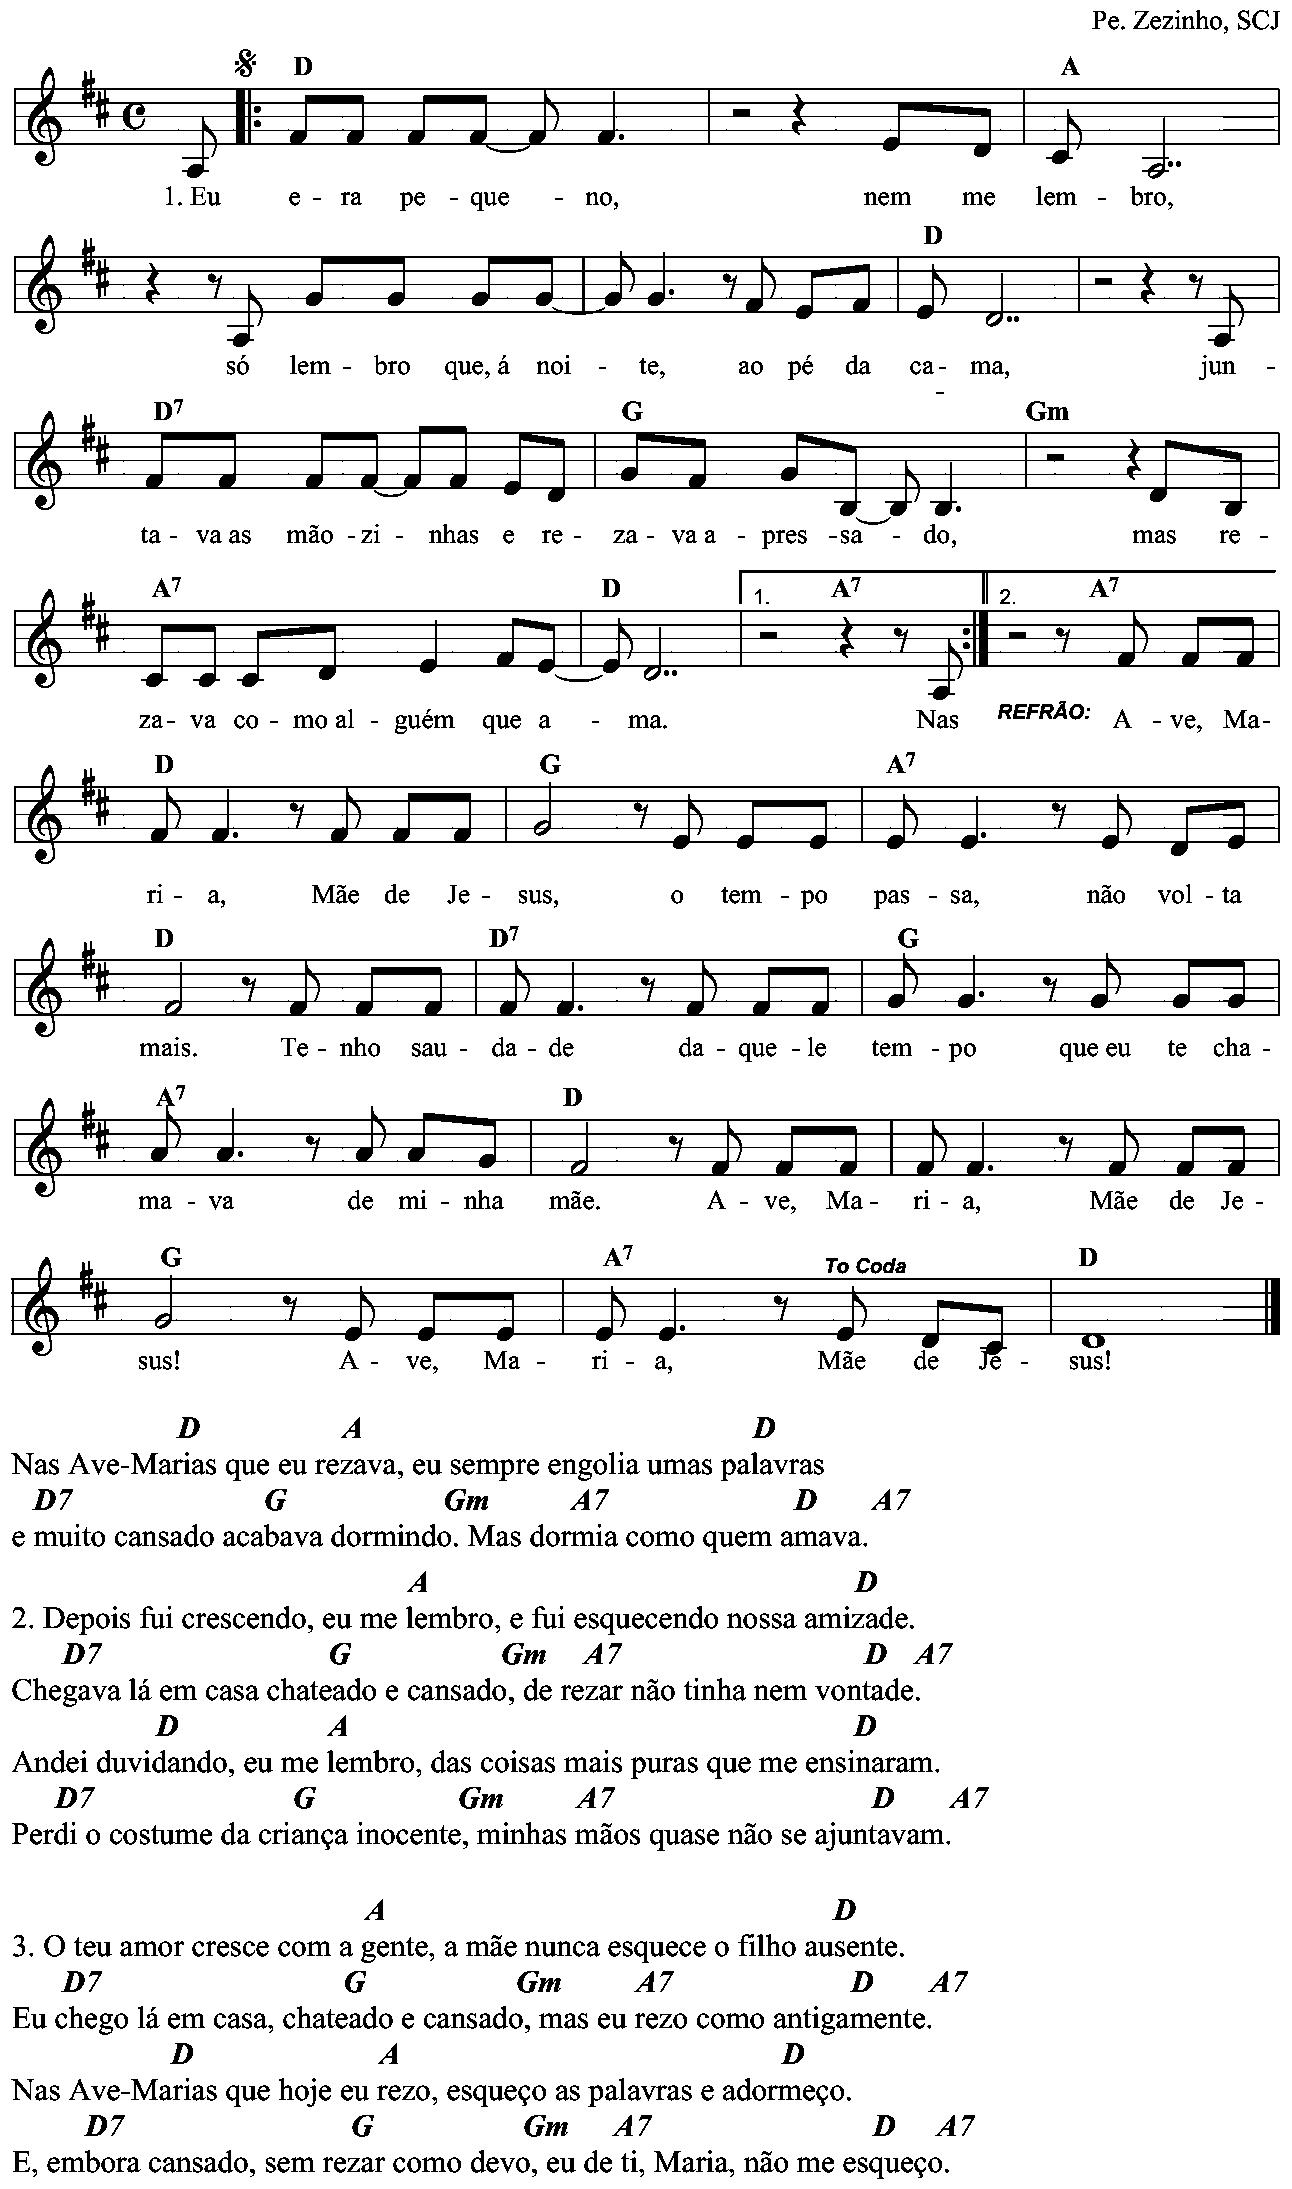 Pe. Zezinho, SCJ
D A
1. Eu e - ra pe - que - no, nem me lem - bro,
D
só lem - bro que, á noi - te, ao pé da ca - ma, jun -
D7 G Gm
ta - va as mão - zi - nhas e re - za - va a - pres - sa - do, mas re -
A7 D 1. A7 2. A7
za - va co - mo al - guém que a - ma. Nas REFRÃO: A - ve, Ma -
D G A7
ri - a, Mãe de Je - sus, o tem - po pas - sa, não vol - ta
D D7 G
mais. Te - nho sau - da - de da - que - le tem - po que eu te cha -
A7 D
ma - va de mi - nha mãe. A - ve, Ma - ri - a, Mãe de Je -
G A7 To Coda D
sus! A - ve, Ma - ri - a, Mãe de Je - sus!
D A D
Nas Ave-Marias que eu rezava, eu sempre engolia umas palavras
D7 G Gm A7 D A7
e muito cansado acabava dormindo. Mas dormia como quem amava.
A D
2. Depois fui crescendo, eu me lembro, e fui esquecendo nossa amizade.
D7 G Gm A7 D A7
Chegava lá em casa chateado e cansado, de rezar não tinha nem vontade.
D A D
Andei duvidando, eu me lembro, das coisas mais puras que me ensinaram.
D7 G Gm A7 D A7
Perdi o costume da criança inocente, minhas mãos quase não se ajuntavam.
A D
3. O teu amor cresce com a gente, a mãe nunca esquece o filho ausente.
D7 G Gm A7 D A7
Eu chego lá em casa, chateado e cansado, mas eu rezo como antigamente.
D A D
Nas Ave-Marias que hoje eu rezo, esqueço as palavras e adormeço.
D7 G Gm A7 D A7
E, embora cansado, sem rezar como devo, eu de ti, Maria, não me esqueço.